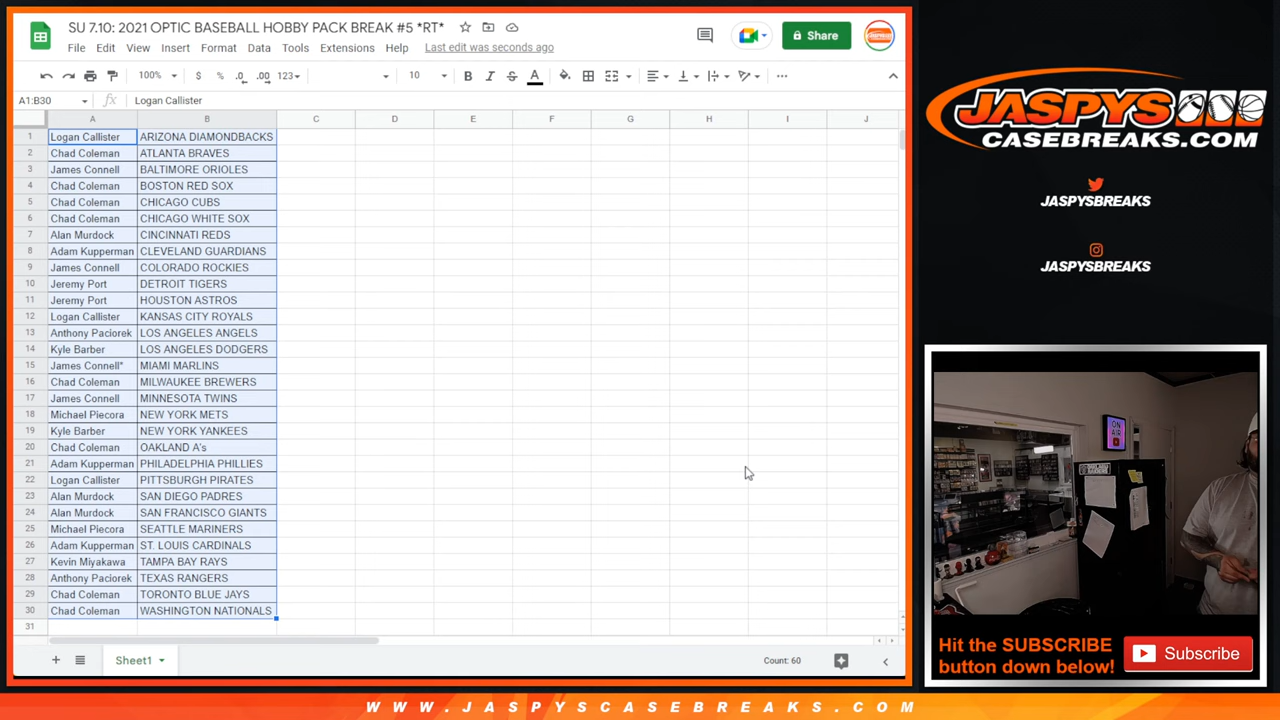 SU 7.10: 2021 OPTIC BASEBALL HOBBY PACK BREAK #5 *RT*
File Edit View Insert Format Data Tools Extensions Help Last edit was seconds ago
Share
100% $ % .0 .00 123 10 B I S A
A1:B30 fx Logan Callister
A B C D E F G H I J
1 Logan Callister ARIZONA DIAMONDBACKS
2 Chad Coleman ATLANTA BRAVES
3 James Connell BALTIMORE ORIOLES
4 Chad Coleman BOSTON RED SOX
5 Chad Coleman CHICAGO CUBS
6 Chad Coleman CHICAGO WHITE SOX
7 Alan Murdock CINCINNATI REDS
8 Adam Kupperman CLEVELAND GUARDIANS
9 James Connell COLORADO ROCKIES
10 Jeremy Port DETROIT TIGERS
11 Jeremy Port HOUSTON ASTROS
12 Logan Callister KANSAS CITY ROYALS
13 Anthony Paciorek LOS ANGELES ANGELS
14 Kyle Barber LOS ANGELES DODGERS
15 James Connell* MIAMI MARLINS
16 Chad Coleman MILWAUKEE BREWERS
17 James Connell MINNESOTA TWINS
18 Michael Piecora NEW YORK METS
19 Kyle Barber NEW YORK YANKEES
20 Chad Coleman OAKLAND A's
21 Adam Kupperman PHILADELPHIA PHILLIES
22 Logan Callister PITTSBURGH PIRATES
23 Alan Murdock SAN DIEGO PADRES
24 Alan Murdock SAN FRANCISCO GIANTS
25 Michael Piecora SEATTLE MARINERS
26 Adam Kupperman ST. LOUIS CARDINALS
27 Kevin Miyakawa TAMPA BAY RAYS
28 Anthony Paciorek TEXAS RANGERS
29 Chad Coleman TORONTO BLUE JAYS
30 Chad Coleman WASHINGTON NATIONALS
31
Sheet1
Count: 60
JASPYS
CASEBREAKS.COM
JASPYSBREAKS
JASPYSBREAKS
ON
AIR
Hit the SUBSCRIBE
button down below!
Subscribe
WWW.JASPYSCASEBREAKS.COM